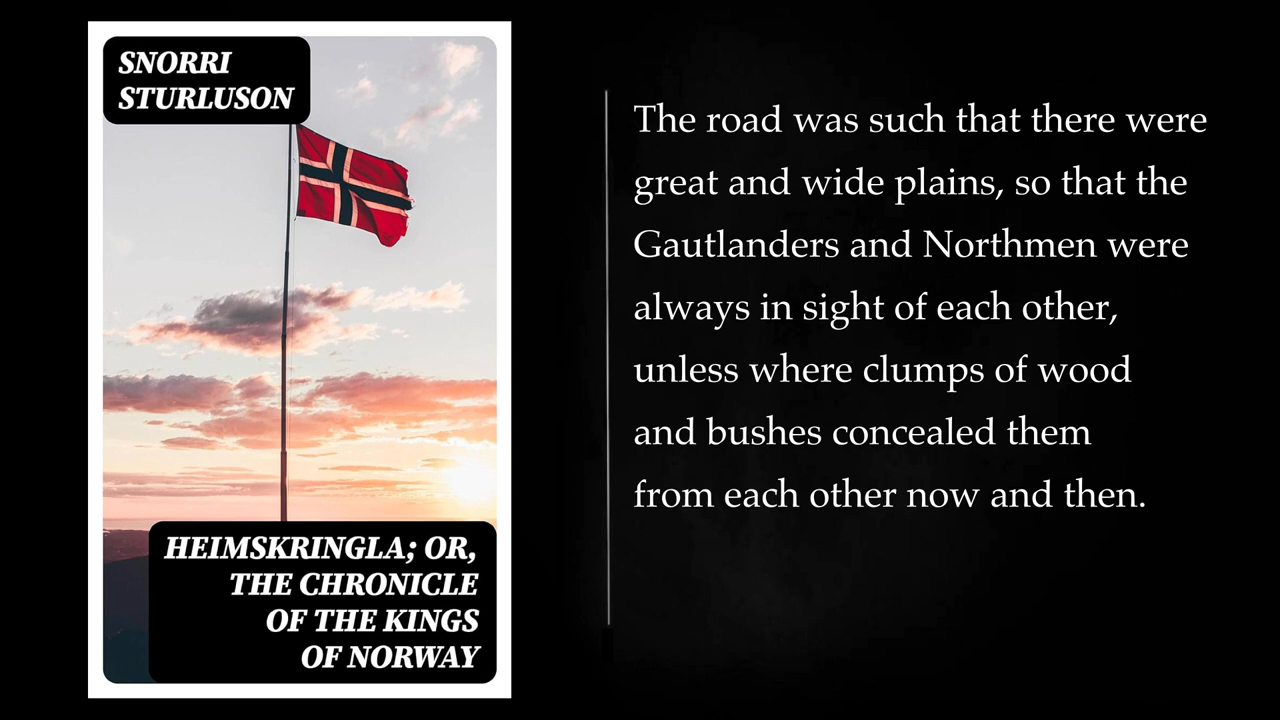 SNORRI
STURLUSON
HEIMSKRINGLA; OR,
THE CHRONICLE
OF THE KINGS
OF NORWAY
The road was such that there were
great and wide plains, so that the
Gautlanders and Northmen were
always in sight of each other,
unless where clumps of wood
and bushes concealed them
from each other now and then.